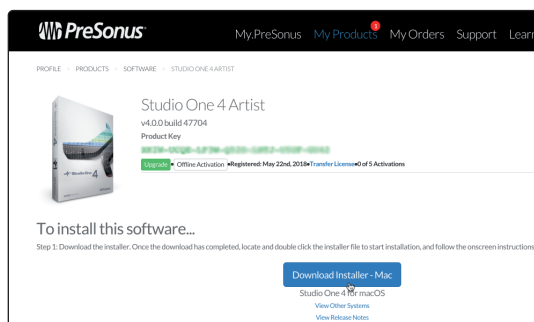 PreSonus
My.PreSonus My Products 1 My Orders Support Learn
PROFILE PRODUCTS SOFTWARE STUDIO ONE 4 ARTIST
Studio One 4 Artist
v4.0.0 build 47704
Product Key
Upgrade Offline Activation Registered: May 22nd, 2018 Transfer License 0 of 5 Activations
Studio One 4
To install this software...
Step 1: Download the installer. Once the download has completed, locate and double click the installer file to start installation, and follow the onscreen instructions
Download Installer - Mac
Studio One 4 for macOS
View Other Systems
View Release Notes